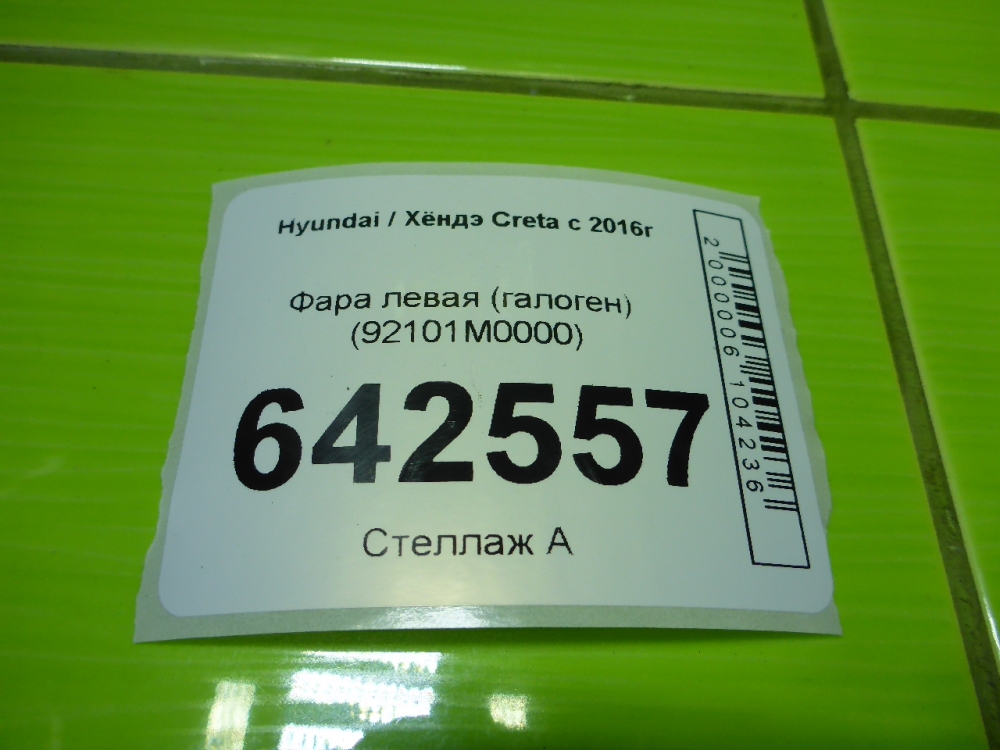 Hyundai / Хёндэ Creta с 2016г
Фара левая (галоген)
(92101M0000)
642557
Стеллаж А
2000006104236